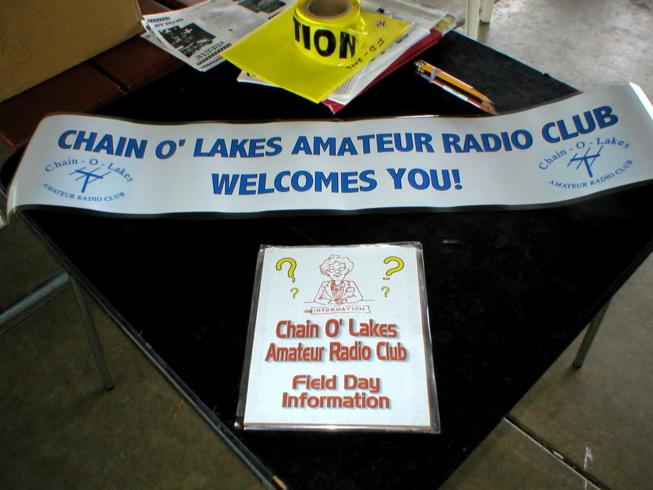 TION
CHAIN O' LAKES AMATEUR RADIO CLUB
WELCOMES YOU!
Chain - O - Lakes
AMATEUR RADIO CLUB
Chain - O - Lakes
AMATEUR RADIO CLUB
? ?
? ?
INFORMATION
Chain O' Lakes
Amateur Radio Club
Field Day
Information